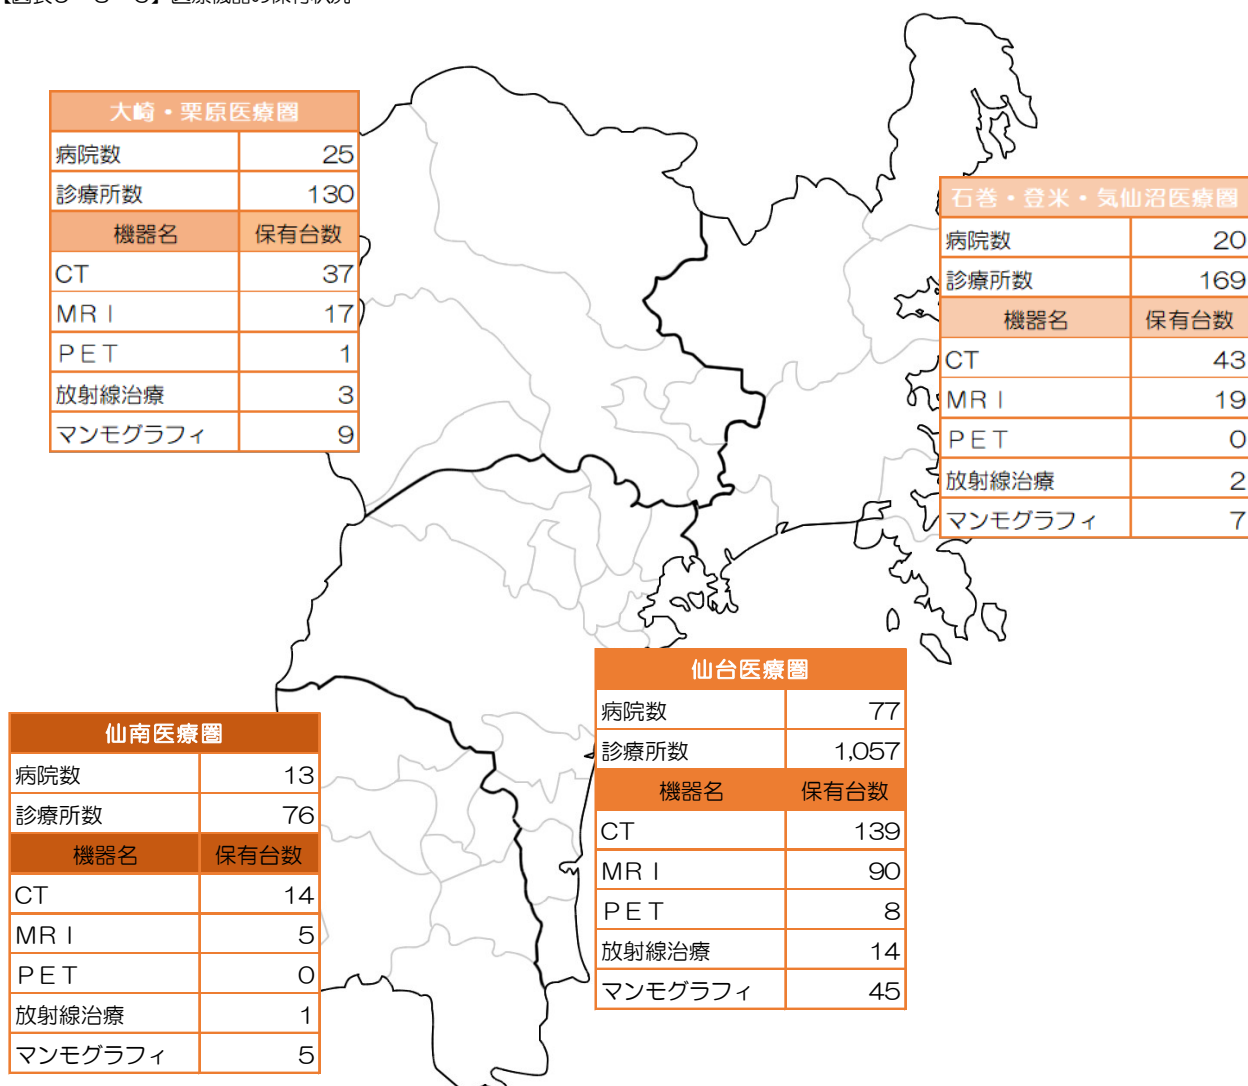 大崎・栗原医療圏
病院数 25
診療所数 130
機器名 保有台数
CT 37
MRI 17
PET 1
放射線治療 3
マンモグラフィ 9
石巻・登米・気仙沼医療圏
病院数 20
診療所数 169
機器名 保有台数
CT 43
MRI 19
PET 0
放射線治療 2
マンモグラフィ 7
仙台医療圏
病院数 77
診療所数 1,057
機器名 保有台数
CT 139
MRI 90
PET 8
放射線治療 14
マンモグラフィ 45
仙南医療圏
病院数 13
診療所数 76
機器名 保有台数
CT 14
MRI 5
PET 0
放射線治療 1
マンモグラフィ 5